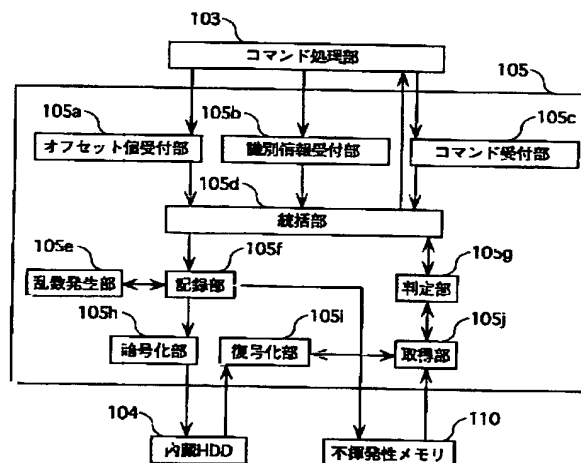 103
コマンド処理部
105
105a
105b
105c
オフセット値受付部
識別情報受付部
コマンド受付部
105d
統括部
105e
105f
105g
乱数発生部
記録部
判定部
105h
105i
105j
暗号化部
復号化部
取得部
104
110
内蔵HDD
不揮発性メモリ